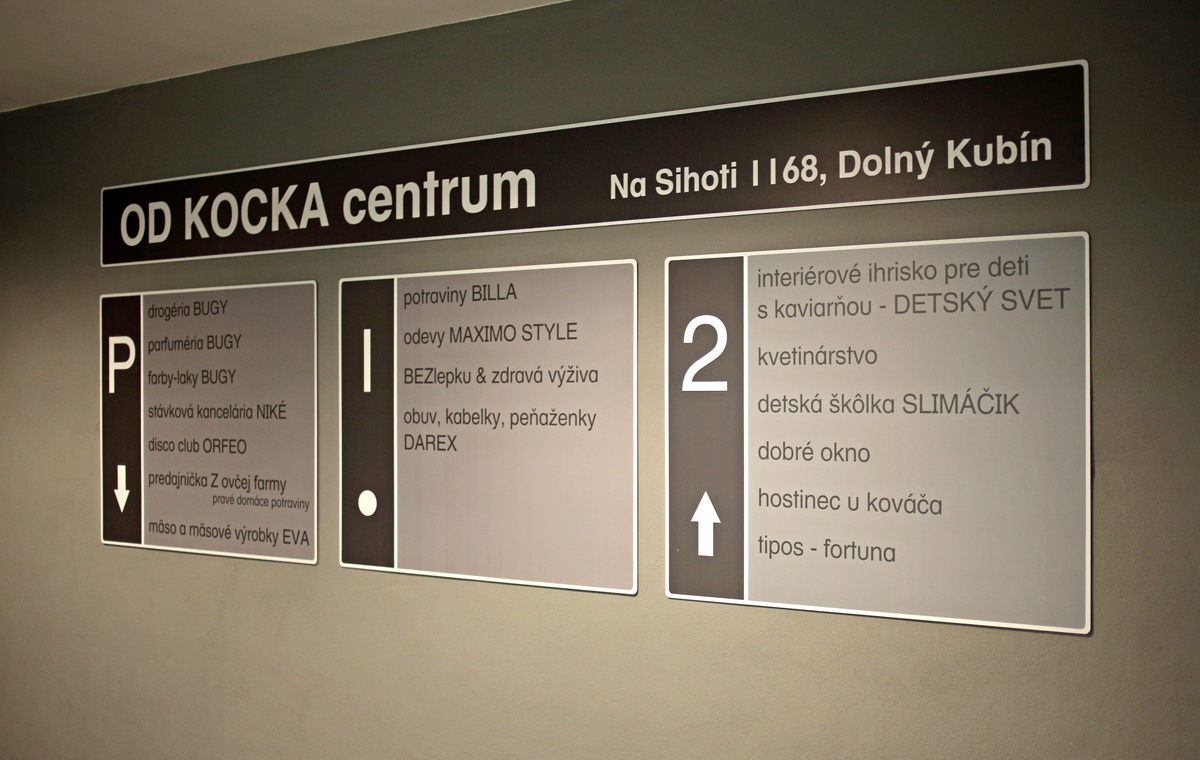 OD KOCKA centrum
Na Sihoti 1168, Dolný Kubín
P
drogéria BUGY
parfuméria BUGY
farby-laky BUGY
stávková kancelária NIKÉ
disco club ORFEO
predajnička Z ovčej farmy
pravé domáce potraviny
mäso a mäsové výrobky EVA
1
potraviny BILLA
odevy MAXIMO STYLE
BEZlepku & zdravá výživa
obuv, kabelky, peňaženky
DAREX
2
interiérové ihrisko pre deti
s kaviarňou - DETSKÝ SVET
kvetinárstvo
detská škôlka SLIMÁČIK
dobré okno
hostinec u kováča
tipos - fortuna